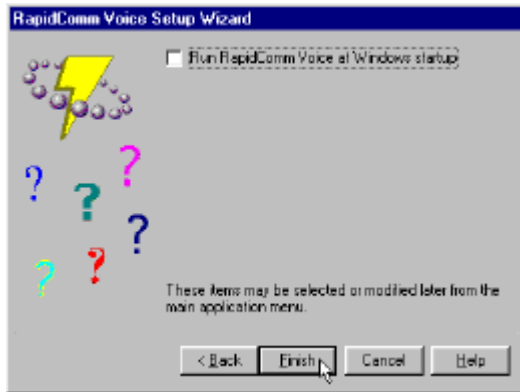 RapidComm Voice Setup Wizard
Run RapidComm Voice at Windows startup
? ? ? ? ? ?
These items may be selected or modified later from the
main application menu.
< Back Finish Cancel Help